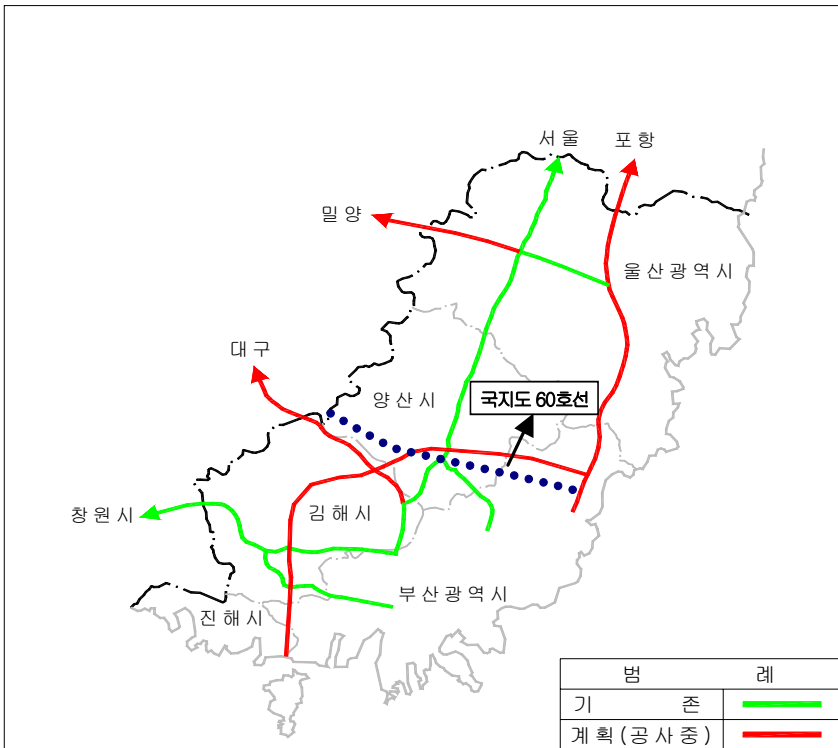 서울
포항
밀양
울산광역시
대구
양산시
국지도 60호선
창원시
김해시
부산광역시
진해시
범 례
기 존
계획(공사중)